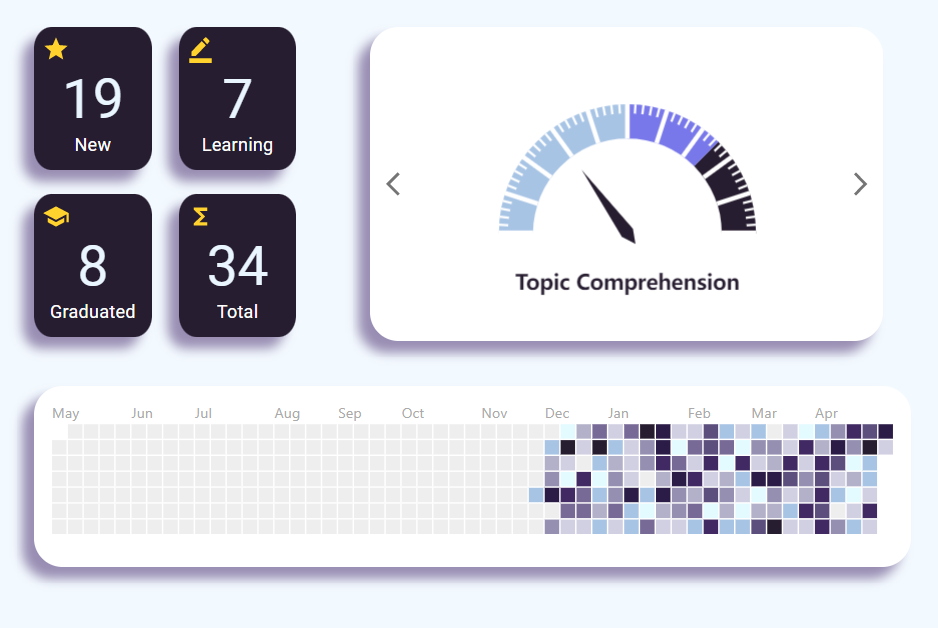 19
New
7
Learning
8
Graduated
34
Total
Topic Comprehension
May Jun Jul Aug Sep Oct Nov Dec Jan Feb Mar Apr